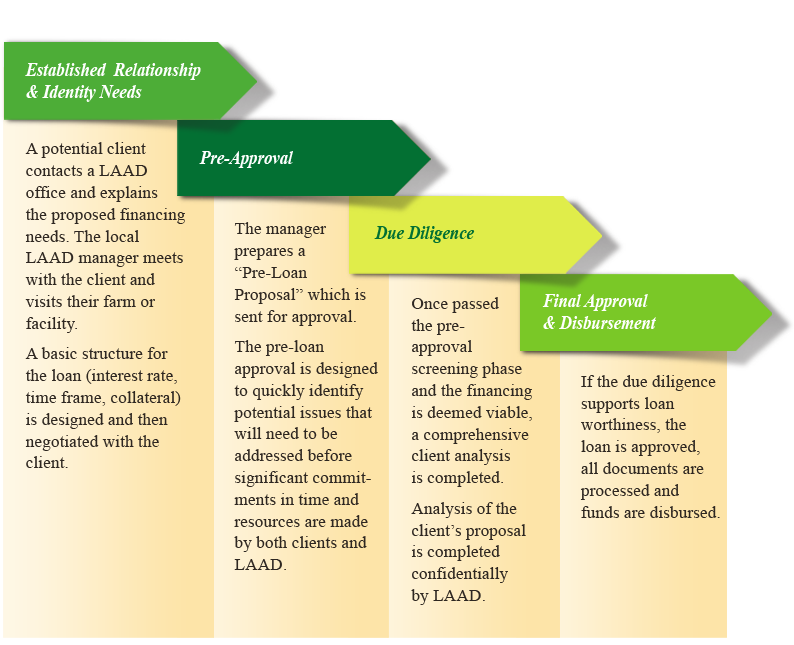 Established Relationship
& Identity Needs
A potential client
contacts a LAAD
office and explains
the proposed financing
needs. The local
LAAD manager meets
with the client and
visits their farm or
facility.
A basic structure for
the loan (interest rate,
time frame, collateral)
is designed and then
negotiated with the
client.
Pre-Approval
The manager
prepares a
“Pre-Loan
Proposal” which is
sent for approval.
The pre-loan
approval is designed
to quickly identify
potential issues that
will need to be
addressed before
significant commit-
ments in time and
resources are made
by both clients and
LAAD.
Due Diligence
Once passed
the pre-
approval
screening phase
and the financing
is deemed viable,
a comprehensive
client analysis
is completed.
Analysis of the
client’s proposal
is completed
confidentially
by LAAD.
Final Approval
& Disbursement
If the due diligence
supports loan
worthiness, the
loan is approved,
all documents are
processed and
funds are disbursed.